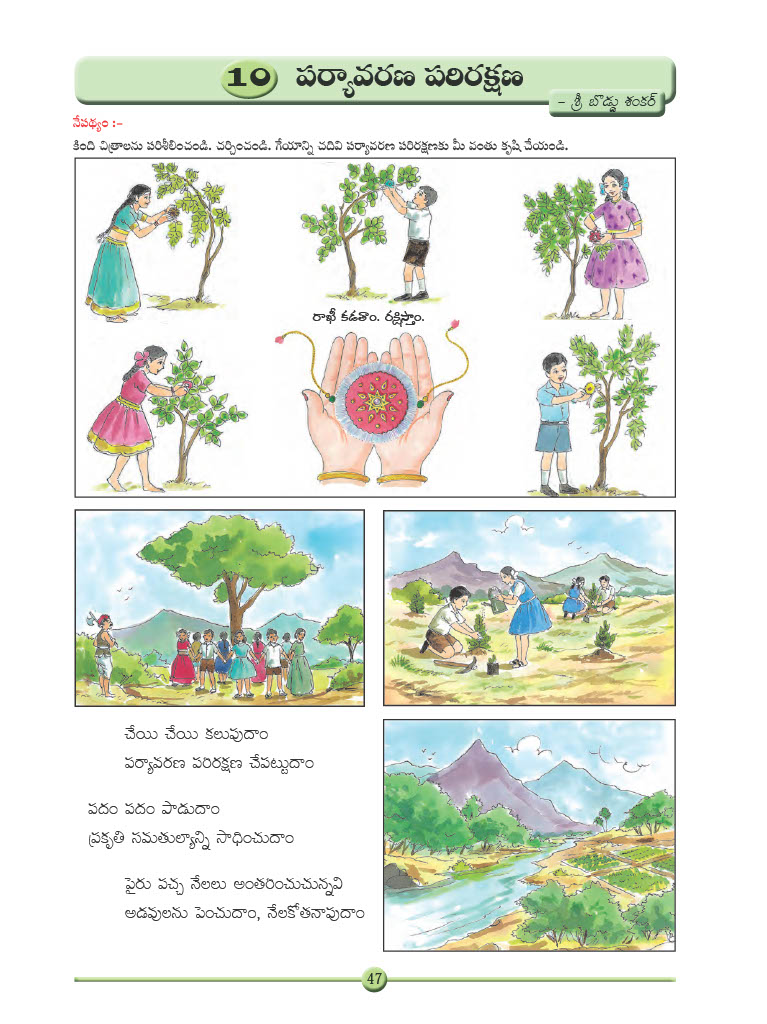 10 పర్యావరణ పరిరక్షణ
– శ్రీ బొడ్డు శంకర్
నేపథ్యం :–
కింది చిత్రాలను పరిశీలించండి. చర్చించండి. గేయాన్ని చదివి పర్యావరణ పరిరక్షణకు మీ వంతు కృషి చేయండి.
రాఖీ కడతాం. రక్షిస్తాం.
చేయి చేయి కలుపుదాం
పర్యావరణ పరిరక్షణ చేపట్టుదాం
పదం పదం పాడుదాం
ప్రకృతి సమతుల్యాన్ని సాధించుదాం
పైరు పచ్చ నేలలు అంతరించుచున్నవి
అడవులను పెంచుదాం, నేలకోతనాపుదాం
47